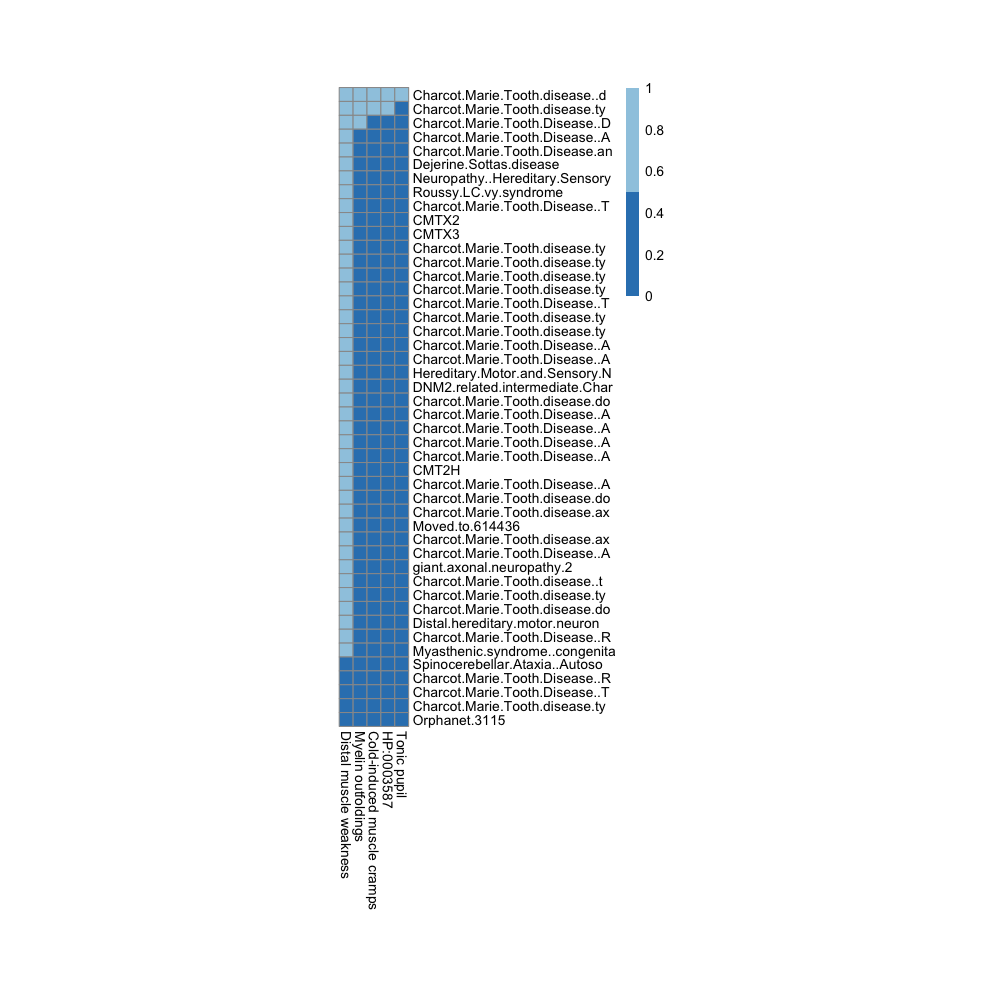 Charcot.Marie.Tooth.disease..d
Charcot.Marie.Tooth.disease.ty
Charcot.Marie.Tooth.Disease..D
Charcot.Marie.Tooth.Disease..A
Charcot.Marie.Tooth.Disease.an
Dejerine.Sottas.disease
Neuropathy..Hereditary.Sensory
Roussy.LC.vy.syndrome
Charcot.Marie.Tooth.Disease..T
CMTX2
CMTX3
Charcot.Marie.Tooth.disease.ty
Charcot.Marie.Tooth.disease.ty
Charcot.Marie.Tooth.disease.ty
Charcot.Marie.Tooth.disease.ty
Charcot.Marie.Tooth.Disease..T
Charcot.Marie.Tooth.disease.ty
Charcot.Marie.Tooth.disease.ty
Charcot.Marie.Tooth.Disease..A
Charcot.Marie.Tooth.Disease..A
Hereditary.Motor.and.Sensory.N
DNM2.related.intermediate.Char
Charcot.Marie.Tooth.disease.do
Charcot.Marie.Tooth.Disease..A
Charcot.Marie.Tooth.Disease..A
Charcot.Marie.Tooth.Disease..A
Charcot.Marie.Tooth.Disease..A
CMT2H
Charcot.Marie.Tooth.Disease..A
Charcot.Marie.Tooth.disease.do
Charcot.Marie.Tooth.disease.ax
Moved.to.614436
Charcot.Marie.Tooth.disease.ax
Charcot.Marie.Tooth.Disease..A
giant.axonal.neuropathy.2
Charcot.Marie.Tooth.disease..t
Charcot.Marie.Tooth.disease.ty
Charcot.Marie.Tooth.disease.do
Distal.hereditary.motor.neuron
Charcot.Marie.Tooth.Disease..R
Myasthenic.syndrome..congenita
Spinocerebellar.Ataxia..Autoso
Charcot.Marie.Tooth.Disease..R
Charcot.Marie.Tooth.Disease..T
Charcot.Marie.Tooth.disease.ty
Orphanet.3115
1
0.8
0.6
0.4
0.2
0
Distal muscle weakness
Myelin outfoldings
Cold-induced muscle cramps
HP:0003587
Tonic pupil